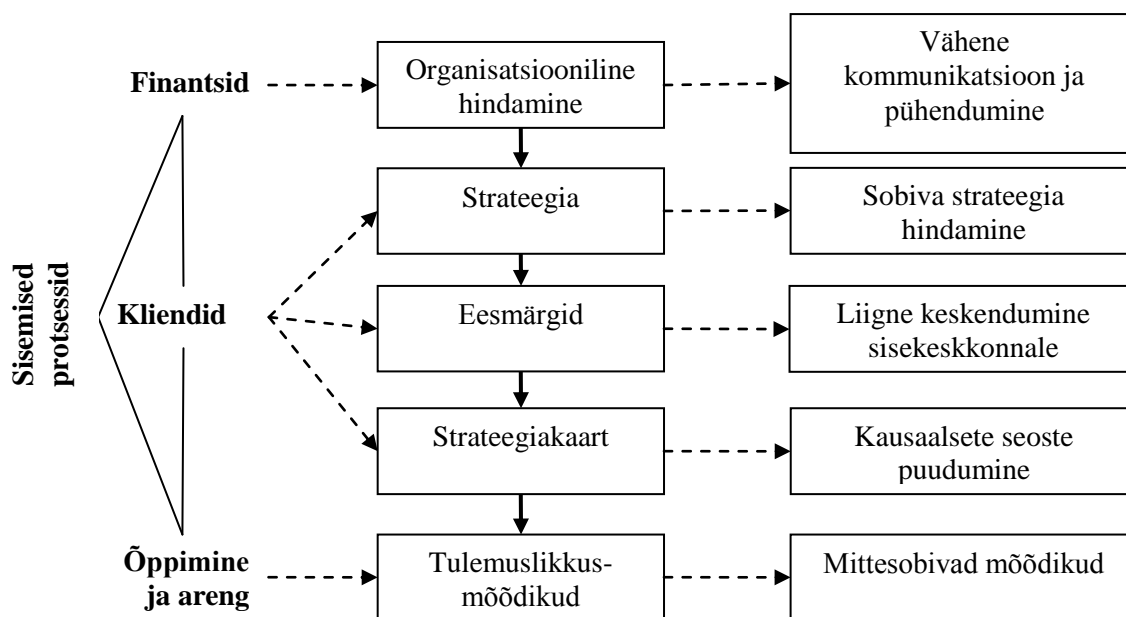 Finantsid
Organisatsiooniline
hindamine
Vähene
kommunikatsioon ja
pühendumine
Strateegia
Sobiva strateegia
hindamine
Sisemised
protsessid
Kliendid
Eesmärgid
Liigne keskendumine
sisekeskkonnale
Strateegiakaart
Kausaalsete seoste
puudumine
Õppimine
ja areng
Tulemuslikkus-
mõõdikud
Mittesobivad mõõdikud